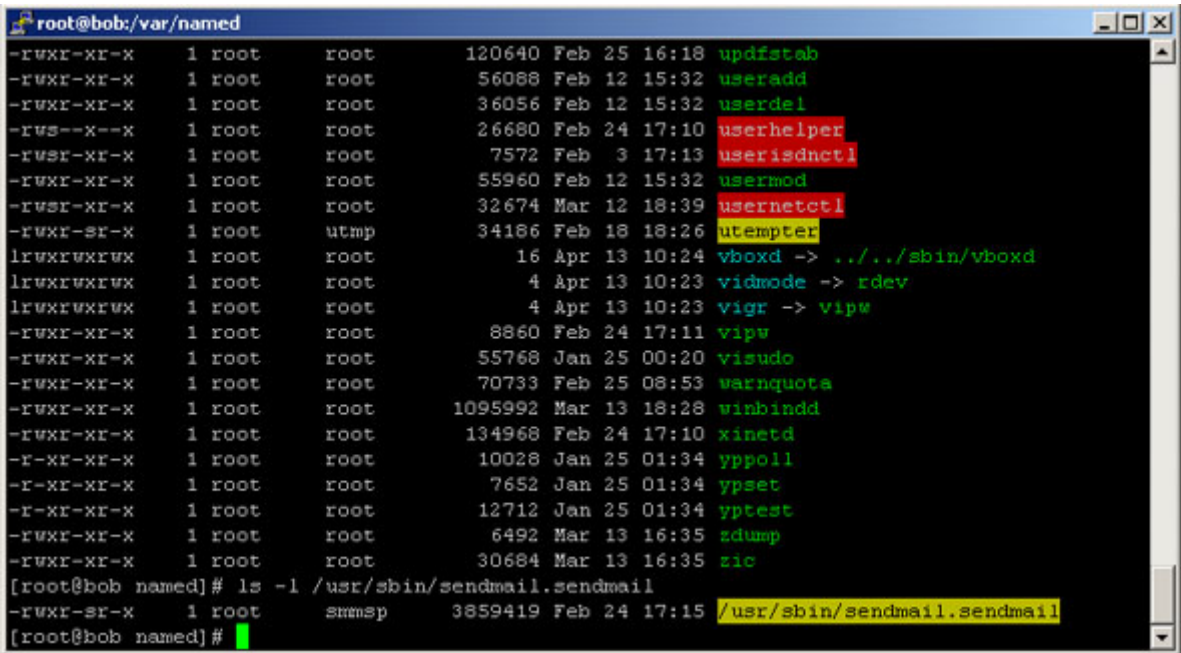 root@bob:/var/named
-rwxr-xr-x 1 root root 120640 Feb 25 16:18 updfstab
-rwxr-xr-x 1 root root 56088 Feb 12 15:32 useradd
-rwxr-xr-x 1 root root 36056 Feb 12 15:32 userdel
-rws--x--x 1 root root 26680 Feb 24 17:10 userhelper
-rwsr-xr-x 1 root root 7572 Feb 3 17:13 userisdnctl
-rwxr-xr-x 1 root root 55960 Feb 12 15:32 usermod
-rwsr-xr-x 1 root root 32674 Mar 12 18:39 usernetctl
-rwxr-sr-x 1 root utmp 34186 Feb 18 18:26 utempter
lrwxrwxrwx 1 root root 16 Apr 13 10:24 vboxd -> ../../sbin/vboxd
lrwxrwxrwx 1 root root 4 Apr 13 10:23 vidmode -> rdev
lrwxrwxrwx 1 root root 4 Apr 13 10:23 vigr -> vipw
-rwxr-xr-x 1 root root 8860 Feb 24 17:11 vipw
-rwxr-xr-x 1 root root 55768 Jan 25 00:20 visudo
-rwxr-xr-x 1 root root 70733 Feb 25 08:53 warnquota
-rwxr-xr-x 1 root root 1095992 Mar 13 18:28 winbindd
-rwxr-xr-x 1 root root 134968 Feb 24 17:10 xinetd
-r-xr-xr-x 1 root root 10028 Jan 25 01:34 yppoll
-r-xr-xr-x 1 root root 7652 Jan 25 01:34 ypset
-r-xr-xr-x 1 root root 12712 Jan 25 01:34 yptest
-rwxr-xr-x 1 root root 6492 Mar 13 16:35 zdump
-rwxr-xr-x 1 root root 30684 Mar 13 16:35 zic
[root@bob named]# ls -l /usr/sbin/sendmail.sendmail
-rwxr-sr-x 1 root smmsp 3859419 Feb 24 17:15 /usr/sbin/sendmail.sendmail
[root@bob named]#